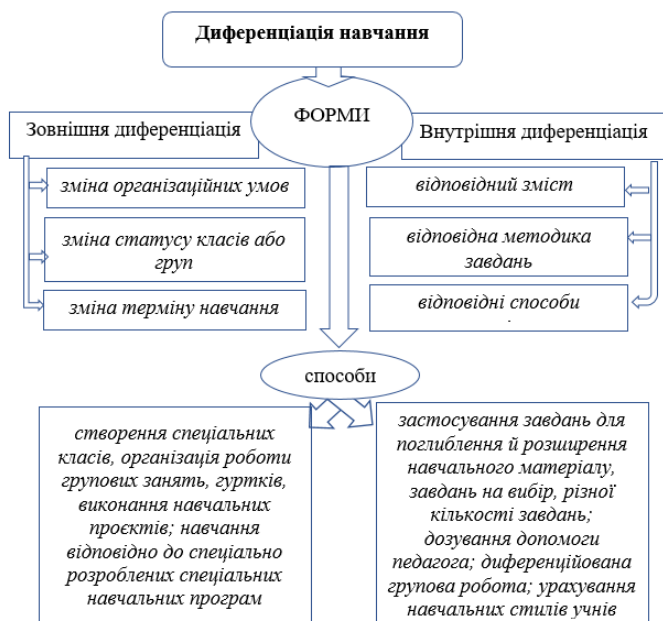 Диференціація навчання
ФОРМИ
Зовнішня диференціація
зміна організаційних умов
зміна статусу класів або
груп
зміна терміну навчання
Внутрішня диференціація
відповідний зміст
відповідна методика
завдань
відповідні способи
способи
створення спеціальних
класів, організація роботи
групових занять, гуртків,
виконання навчальних
проєктів; навчання
відповідно до спеціально
розроблених спеціальних
навчальних програм
застосування завдань для
поглиблення й розширення
навчального матеріалу,
завдань на вибір, різної
кількості завдань;
дозування допомоги
педагога; диференційована
групова робота; урахування
навчальних стилів учнів